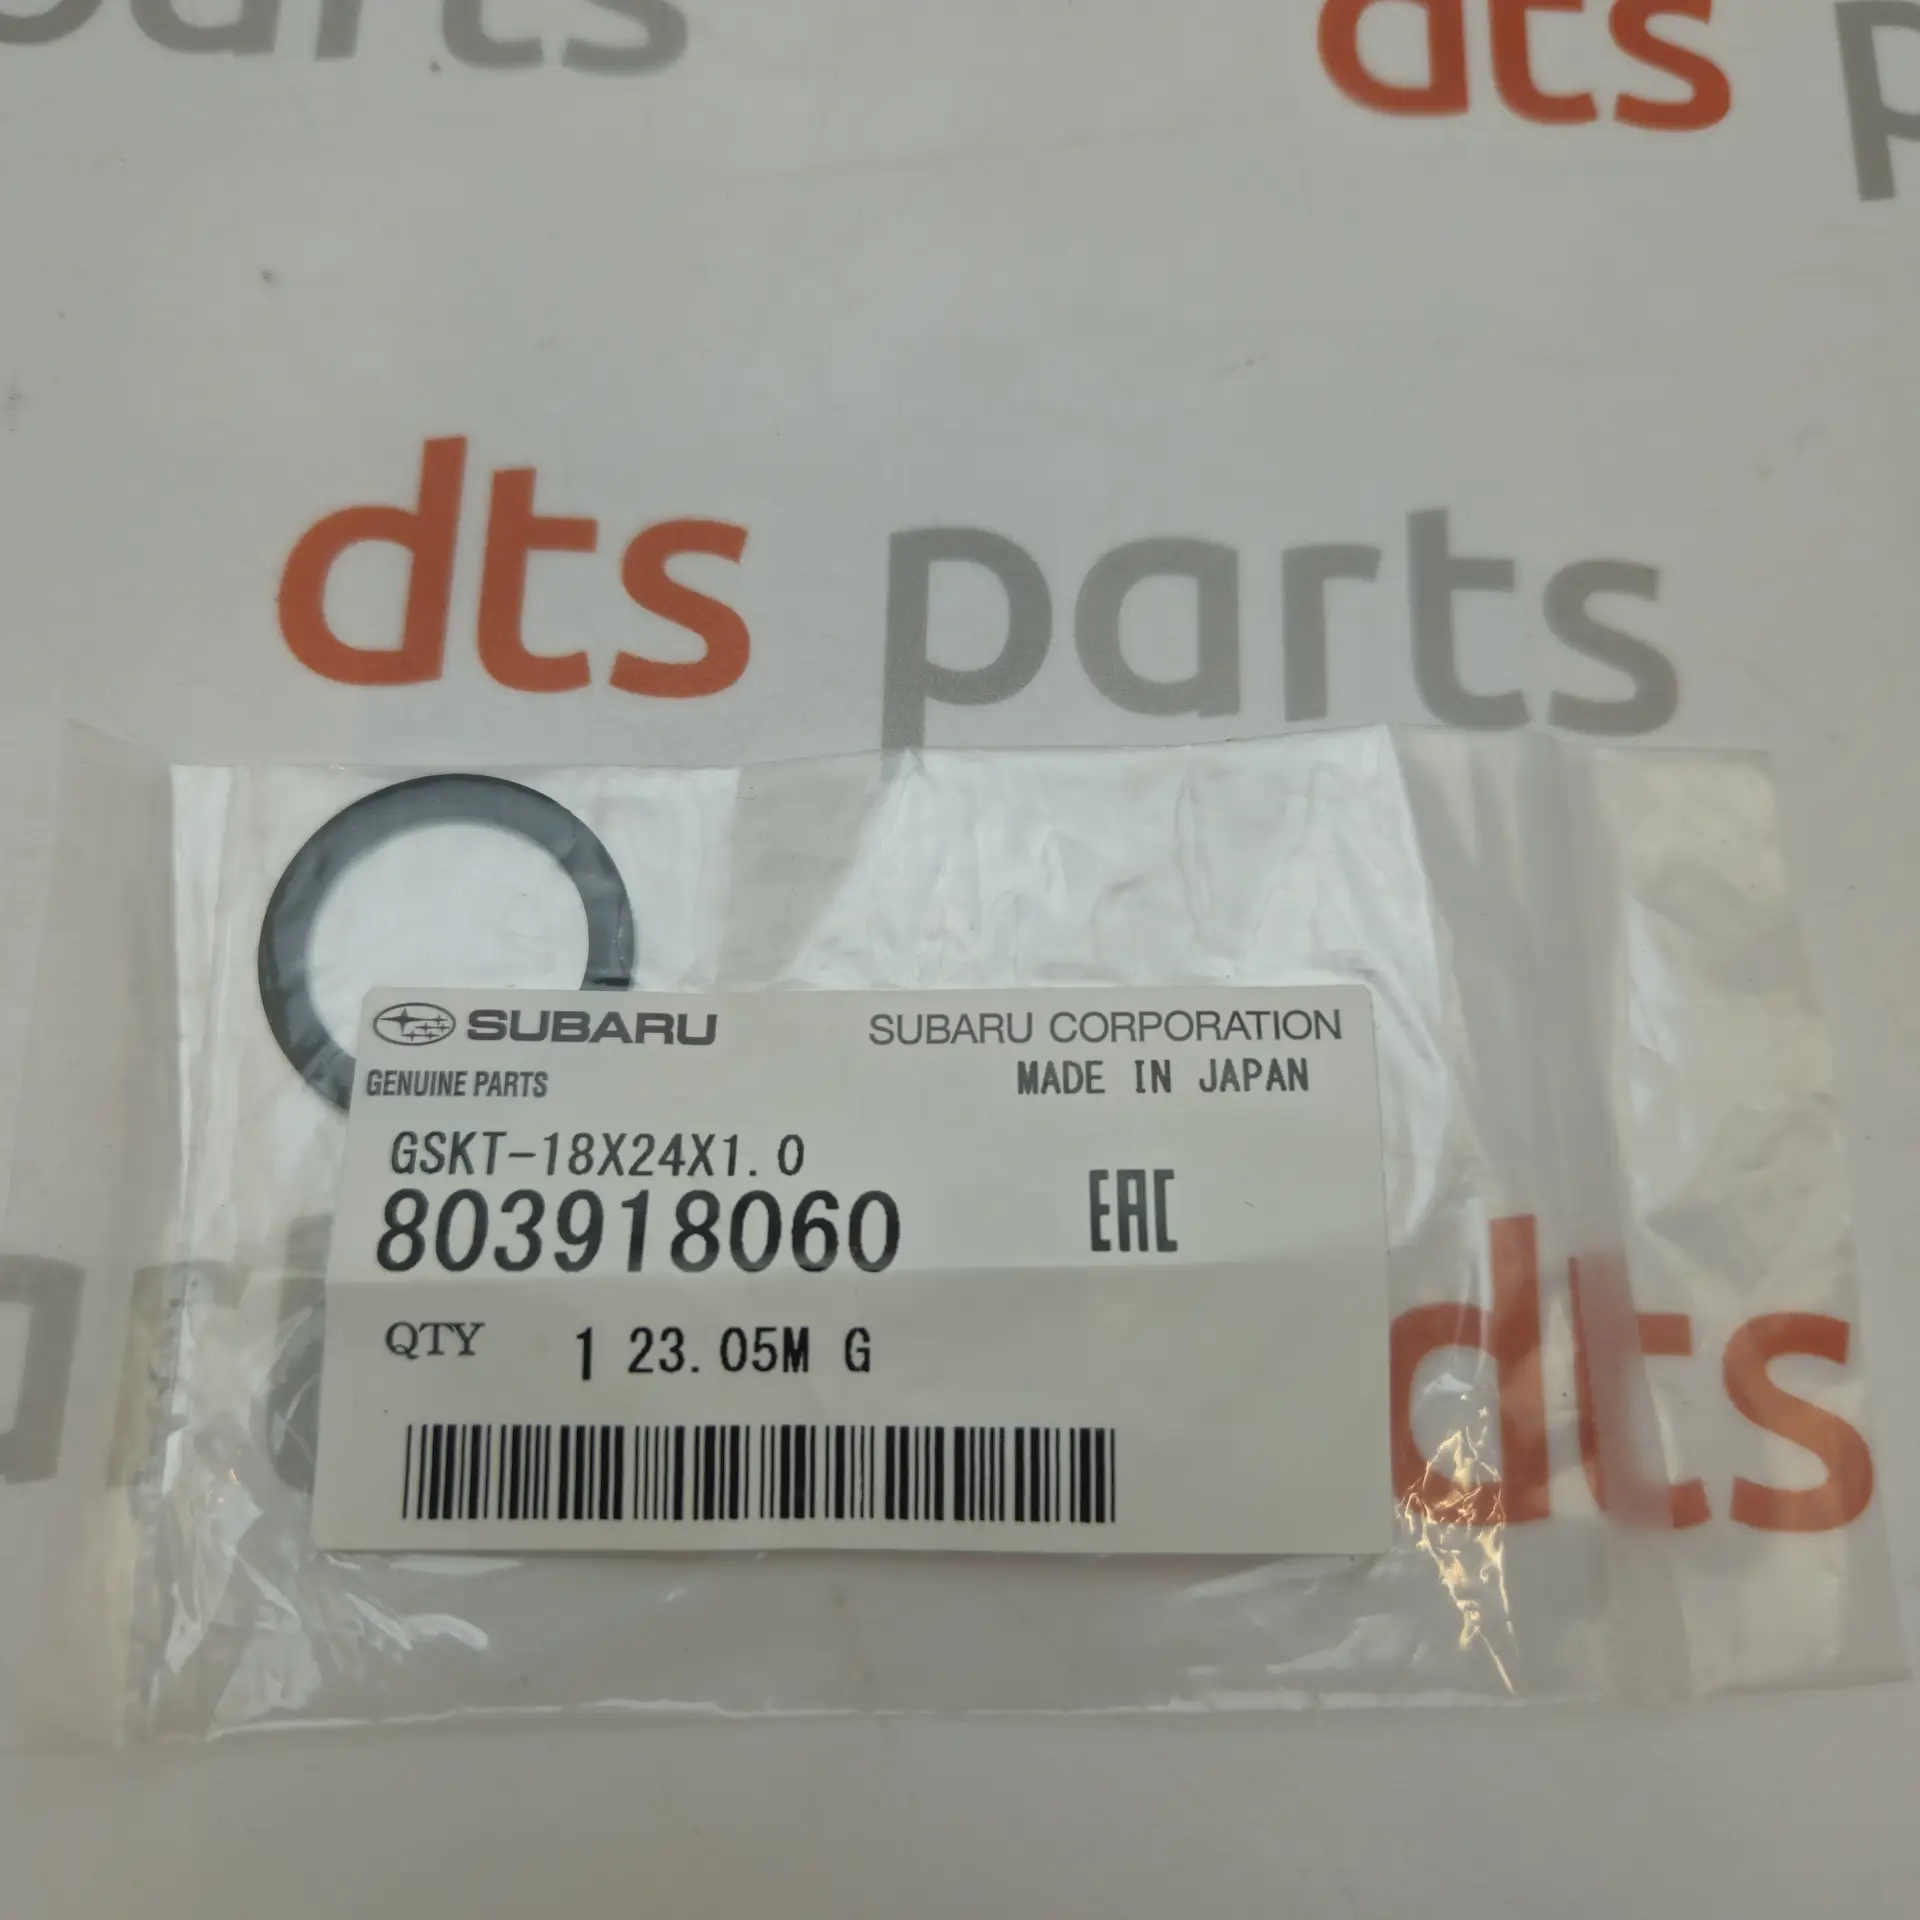 parts
dts p
dts parts
SUBARU
SUBARU CORPORATION
GENUINE PARTS
MADE IN JAPAN
GSKT-18X24X1.0
803918060
EAC
QTY 1 23.05M G
dts